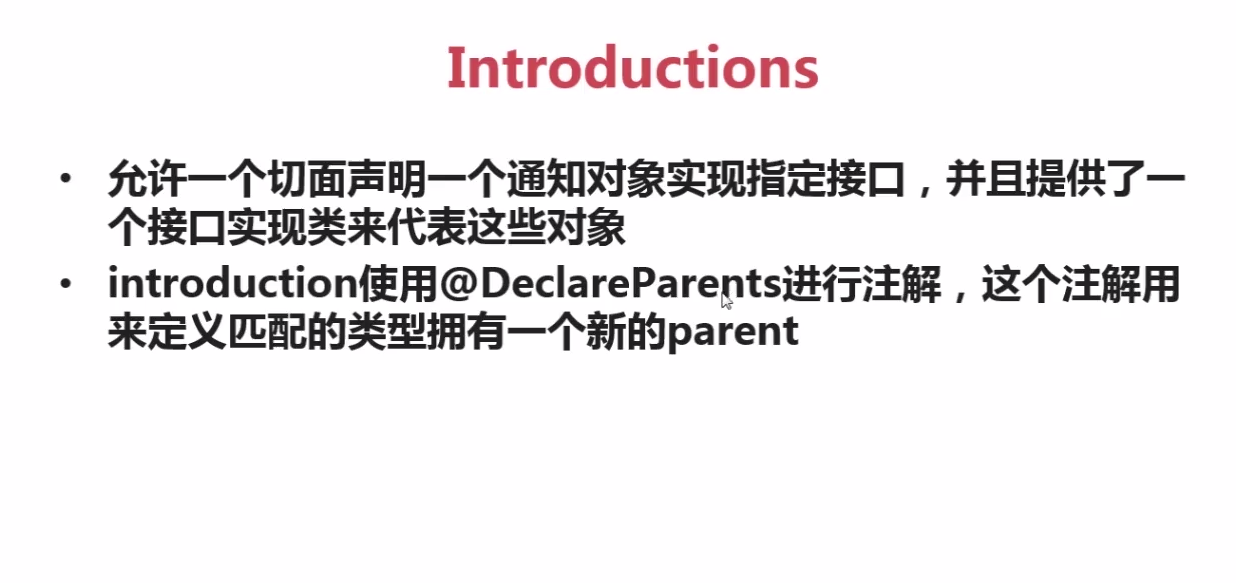 Introductions
• 允许一个切面声明一个通知对象实现指定接口，并且提供了一
个接口实现类来代表这些对象
• introduction使用@DeclareParents进行注解，这个注解用
来定义匹配的类型拥有一个新的parent